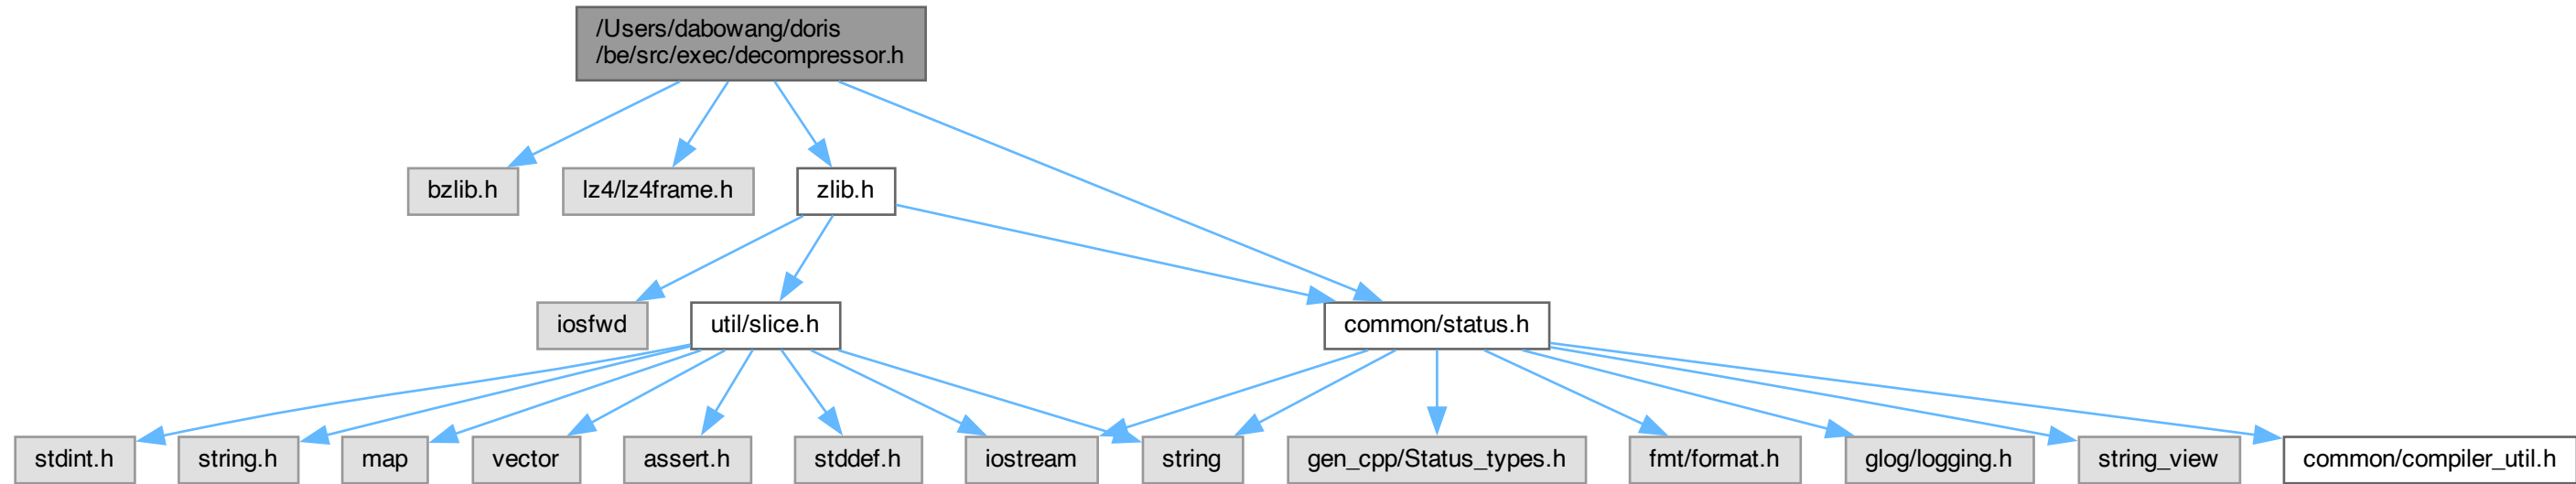 /Users/dabowang/doris
/be/src/exec/decompressor.h
bzlib.h
lz4/lz4frame.h
zlib.h
iosfwd
util/slice.h
common/status.h
stdint.h
string.h
map
vector
assert.h
stddef.h
iostream
string
gen_cpp/Status_types.h
fmt/format.h
glog/logging.h
string_view
common/compiler_util.h